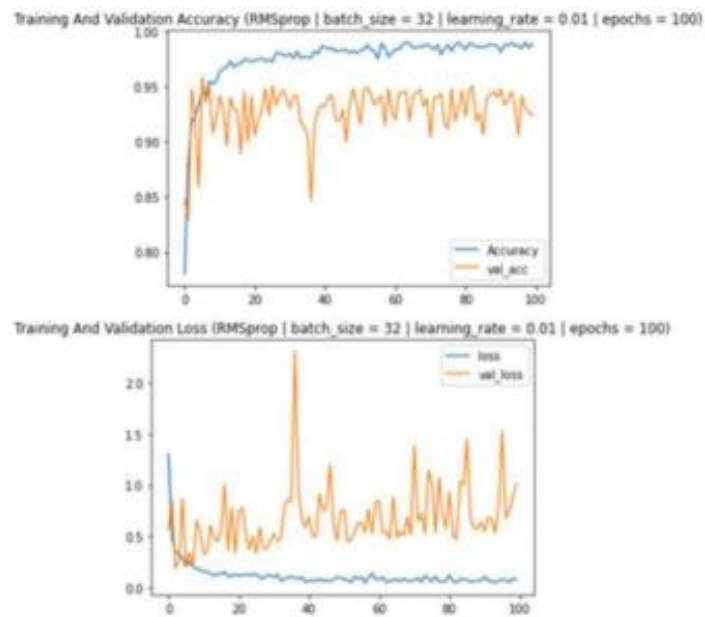 Training And Validation Accuracy (RMSprop | batch_size = 32 | learning_rate = 0.01 | epochs = 100)
1.00
0.95
0.90
0.85
0.80
Accuracy
val_acc
0 20 40 60 80 100
Training And Validation Loss (RMSprop | batch_size = 32 | learning_rate = 0.01 | epochs = 100)
loss
val_loss
2.0
1.5
1.0
0.5
0.0
0 20 40 60 80 100